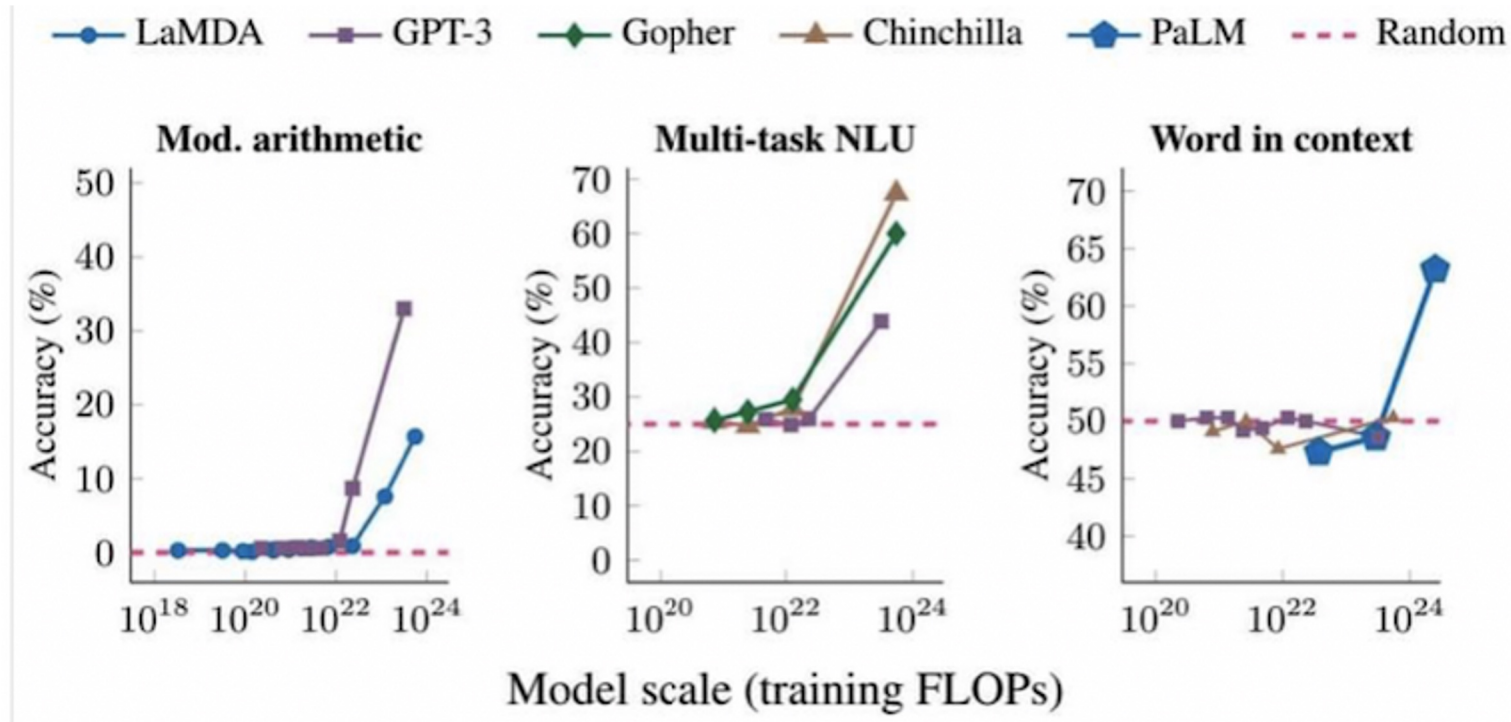 LaMDA GPT-3 Gopher Chinchilla PaLM Random
Mod. arithmetic
Accuracy (%)
50
40
30
20
10
0
10^18 10^20 10^22 10^24
Multi-task NLU
Accuracy (%)
70
60
50
40
30
20
10
0
10^20 10^22 10^24
Word in context
Accuracy (%)
70
65
60
55
50
45
40
10^20 10^22 10^24
Model scale (training FLOPs)